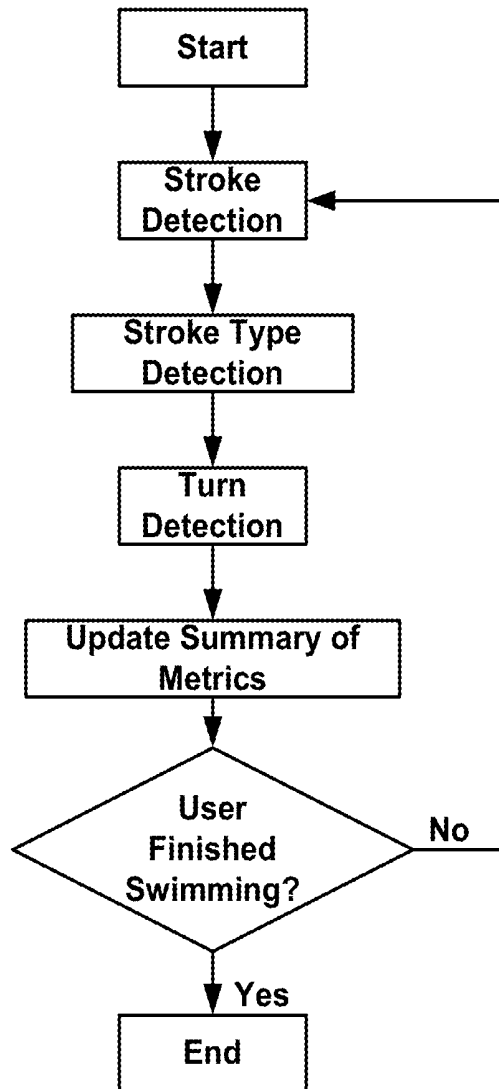 Start
Stroke
Detection
Stroke Type
Detection
Turn
Detection
Update Summary of
Metrics
User
Finished
Swimming?
No
Yes
End